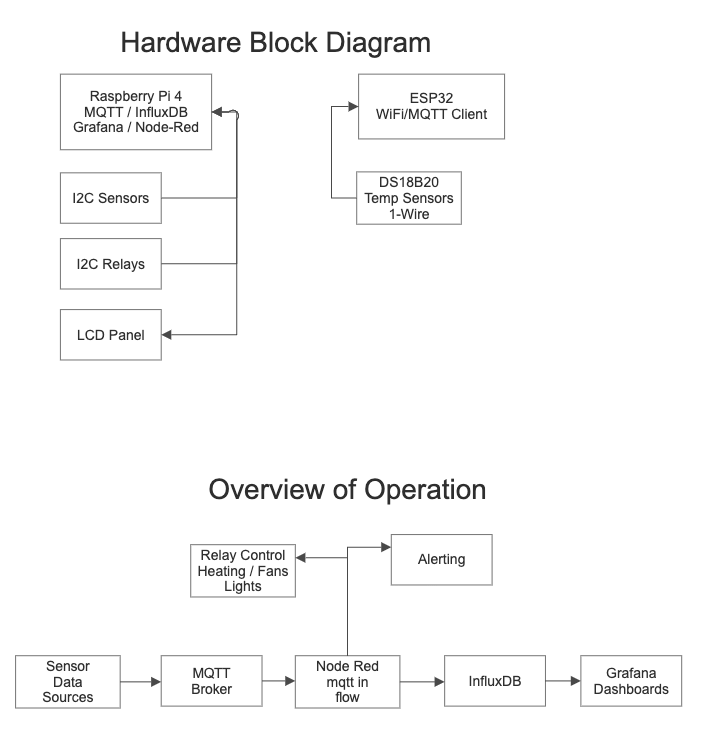 Hardware Block Diagram
Raspberry Pi 4
MQTT / InfluxDB
Grafana / Node-Red
ESP32
WiFi/MQTT Client
I2C Sensors
DS18B20
Temp Sensors
1-Wire
I2C Relays
LCD Panel
Overview of Operation
Relay Control
Heating / Fans
Lights
Alerting
Sensor
Data
Sources
MQTT
Broker
Node Red
mqtt in
flow
InfluxDB
Grafana
Dashboards